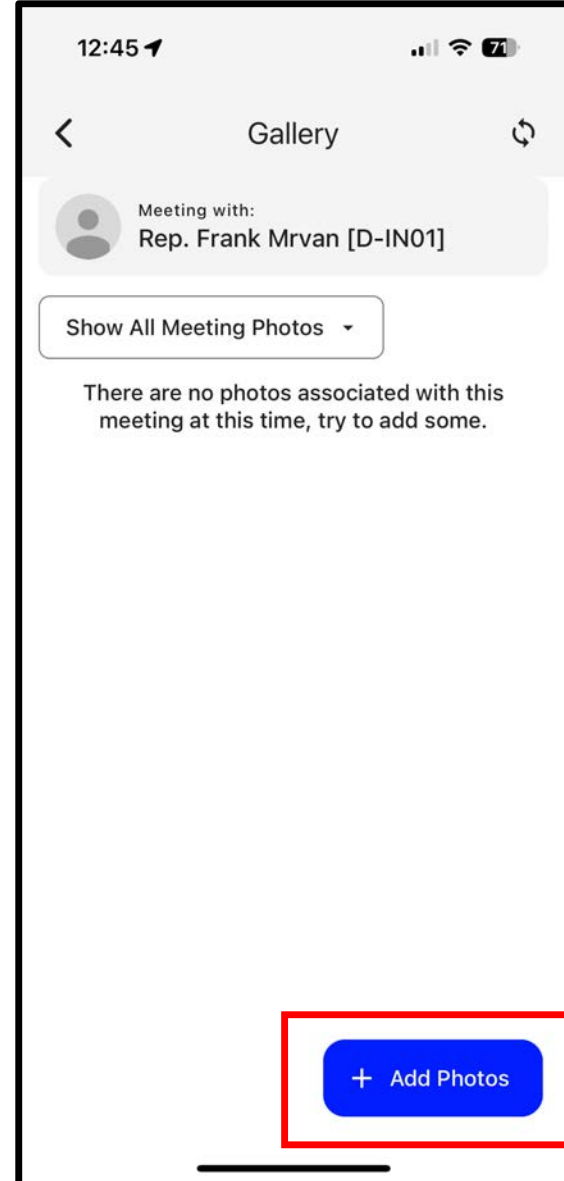 12:45
71
Gallery
Meeting with:
Rep. Frank Mrvan [D-IN01]
Show All Meeting Photos
There are no photos associated with this
meeting at this time, try to add some.
+ Add Photos